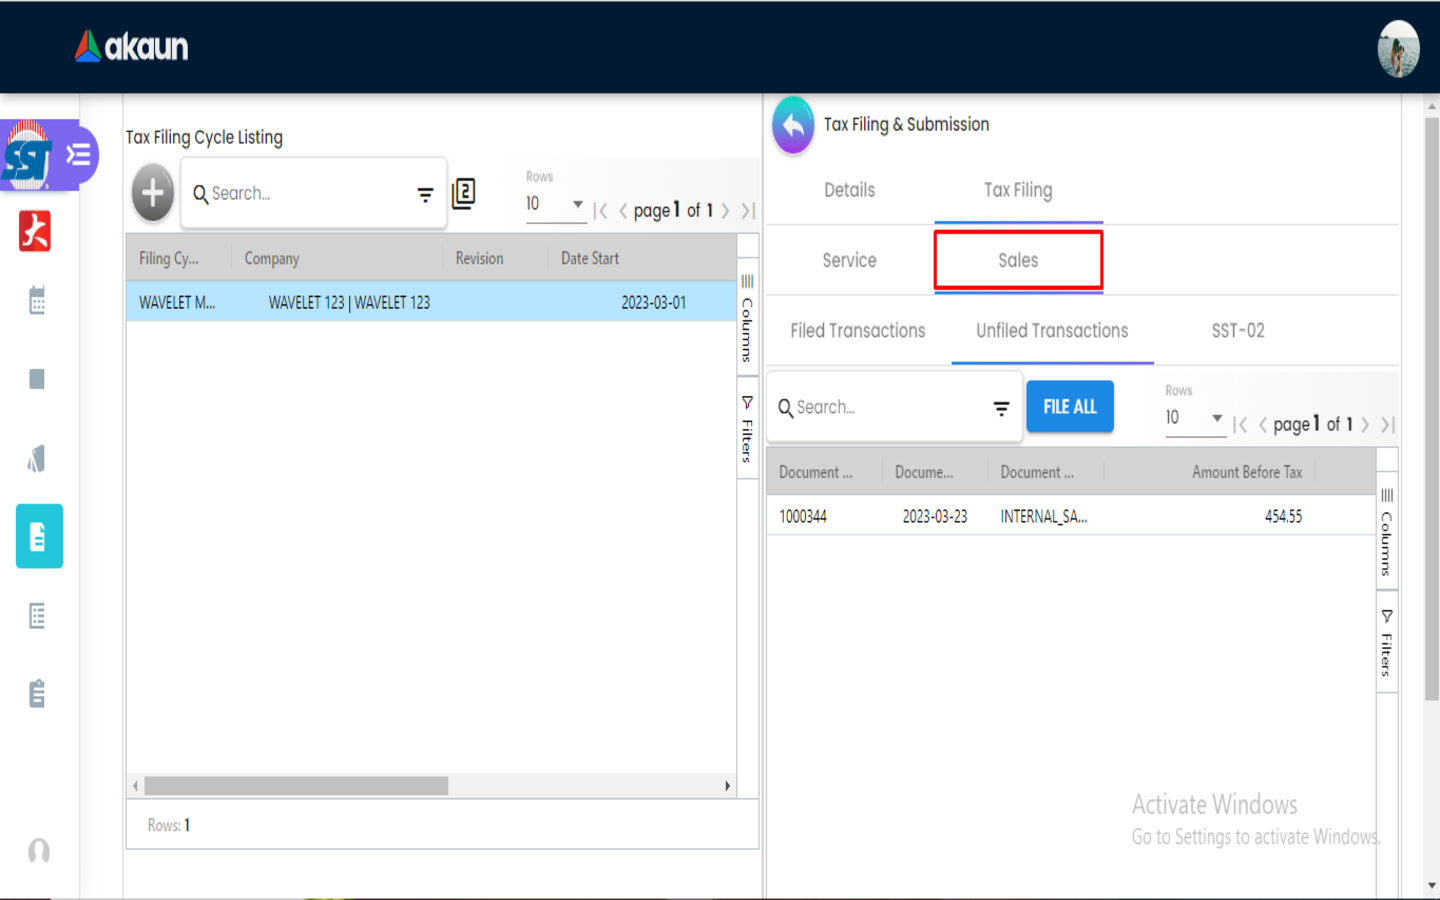 akaun
SST
Tax Filing Cycle Listing
Search...
2
Rows
10
page 1 of 1
Filing Cy...
Company
Revision
Date Start
WAVELET M...
WAVELET 123 | WAVELET 123
2023-03-01
Columns
Filters
Rows: 1
Tax Filing & Submission
Details
Tax Filing
Service
Sales
Filed Transactions
Unfiled Transactions
SST-02
Search...
FILE ALL
Rows
10
page 1 of 1
Document ...
Docume...
Document ...
Amount Before Tax
1000344
2023-03-23
INTERNAL_SA...
454.55
Columns
Filters
Activate Windows
Go to Settings to activate Windows.